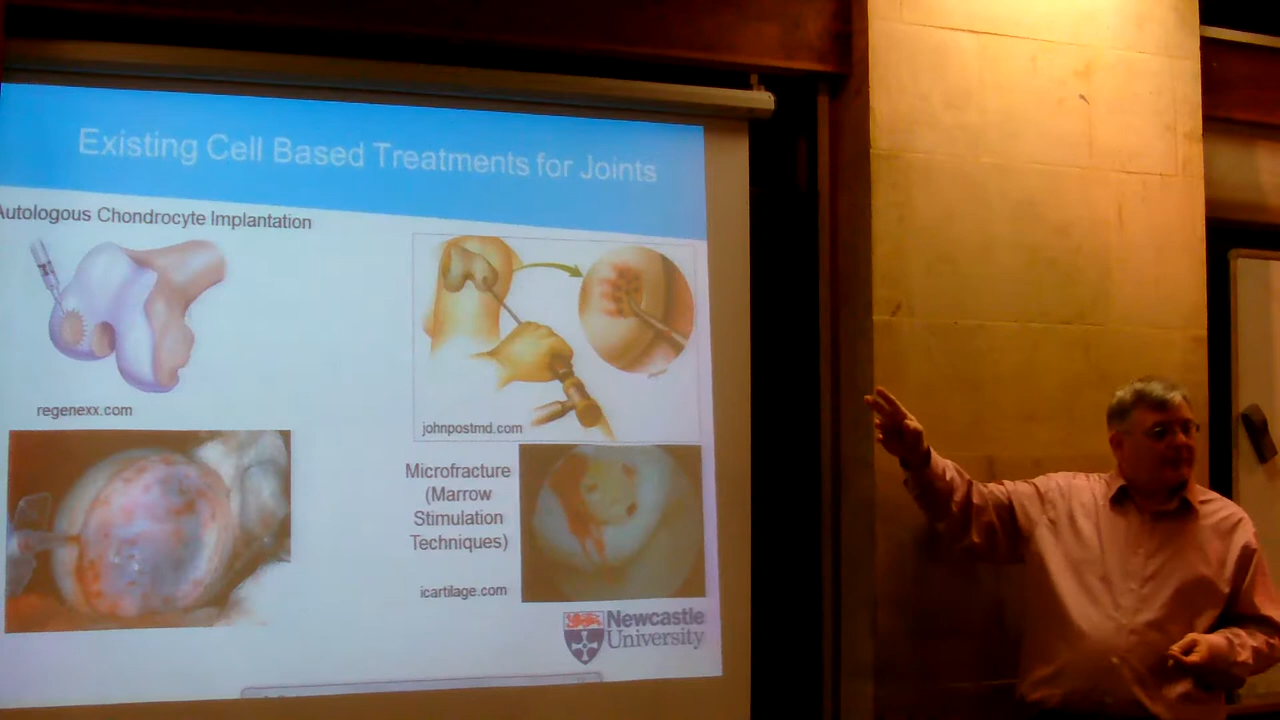 Existing Cell Based Treatments for Joints
Autologous Chondrocyte Implantation
regenexx.com
johnpostmd.com
Microfracture
(Marrow
Stimulation
Techniques)
icartilage.com
Newcastle
University